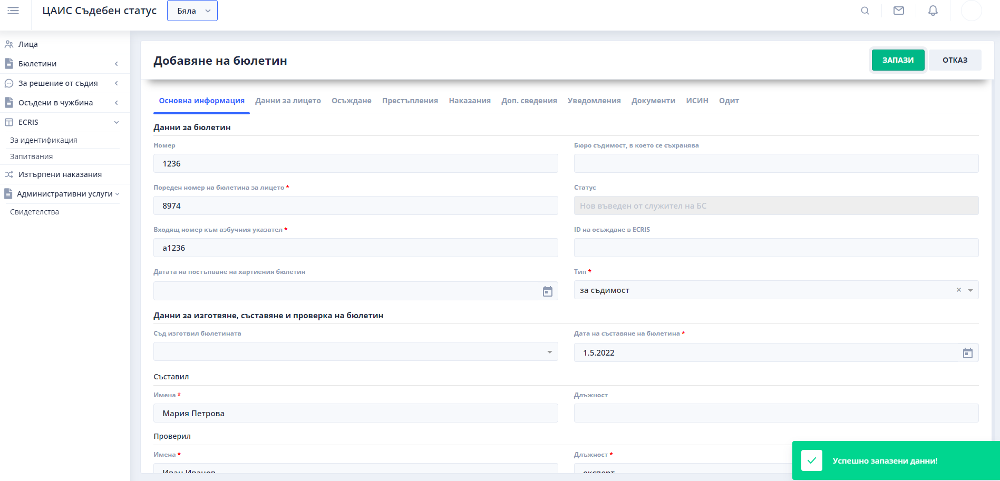 ЦАИС Съдебен статус
Бяла
Лица
Бюлетини
За решение от съдия
Осъдени в чужбина
ECRIS
За идентификация
Запитвания
Изтърпени наказания
Административни услуги
Свидетелства
Добавяне на бюлетин
ЗАПАЗИ
ОТКАЗ
Основна информация
Данни за лицето
Осъждане
Престъпления
Наказания
Доп. сведения
Уведомления
Документи
ИСИН
Одит
Данни за бюлетин
Номер
Бюро съдимост, в което се съхранява
1236
Пореден номер на бюлетина за лицето *
Статус
8974
Нов въведен от служител на БС
Входящ номер към азбучния указател *
ID на осъждане в ECRIS
а1236
Датата на постъпване на хартиения бюлетин
Тип *
за съдимост
Данни за изготвяне, съставяне и проверка на бюлетин
Съд изготвил бюлетината
Дата на съставяне на бюлетина *
1.5.2022
Съставил
Имена *
Длъжност
Мария Петрова
Проверил
Имена *
Длъжност *
Иван Иванов
експерт
Успешно запазени данни!